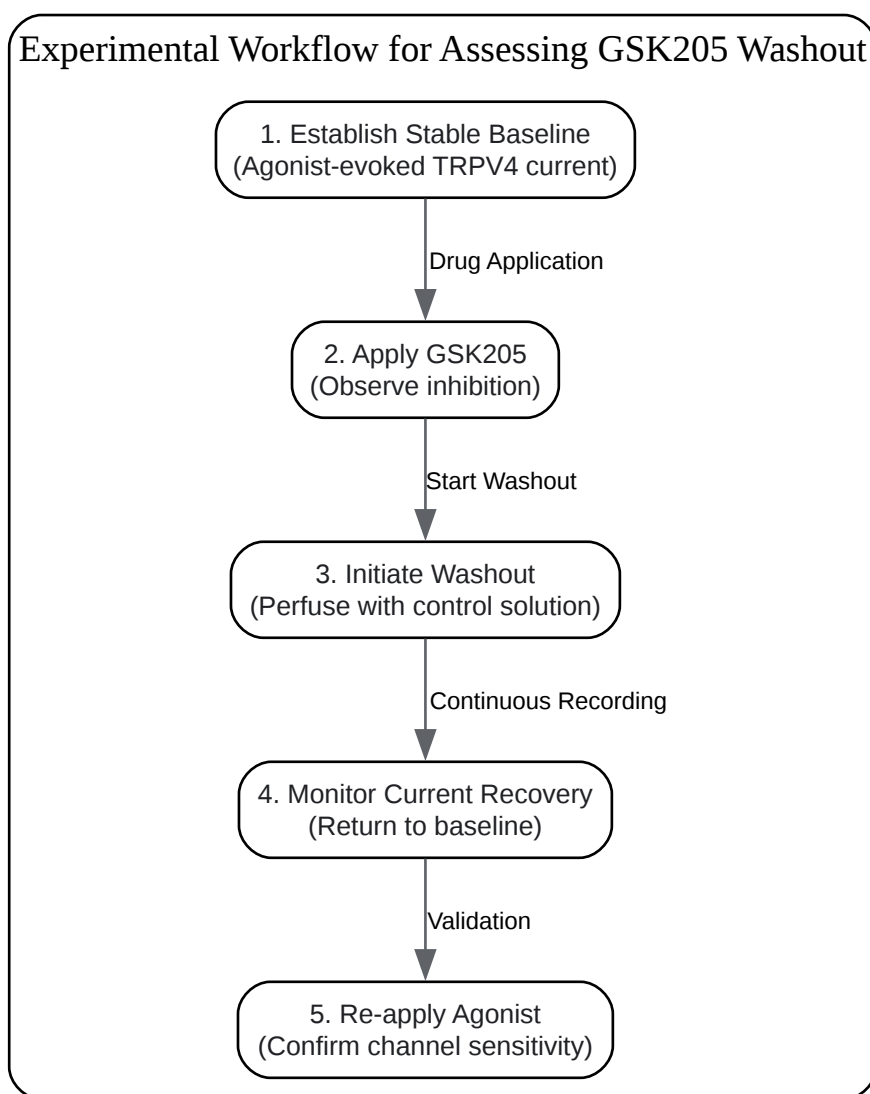 Experimental Workflow for Assessing GSK205 Washout
1. Establish Stable Baseline
(Agonist-evoked TRPV4 current)
Drug Application
2. Apply GSK205
(Observe inhibition)
Start Washout
3. Initiate Washout
(Perfuse with control solution)
Continuous Recording
4. Monitor Current Recovery
(Return to baseline)
Validation
5. Re-apply Agonist
(Confirm channel sensitivity)